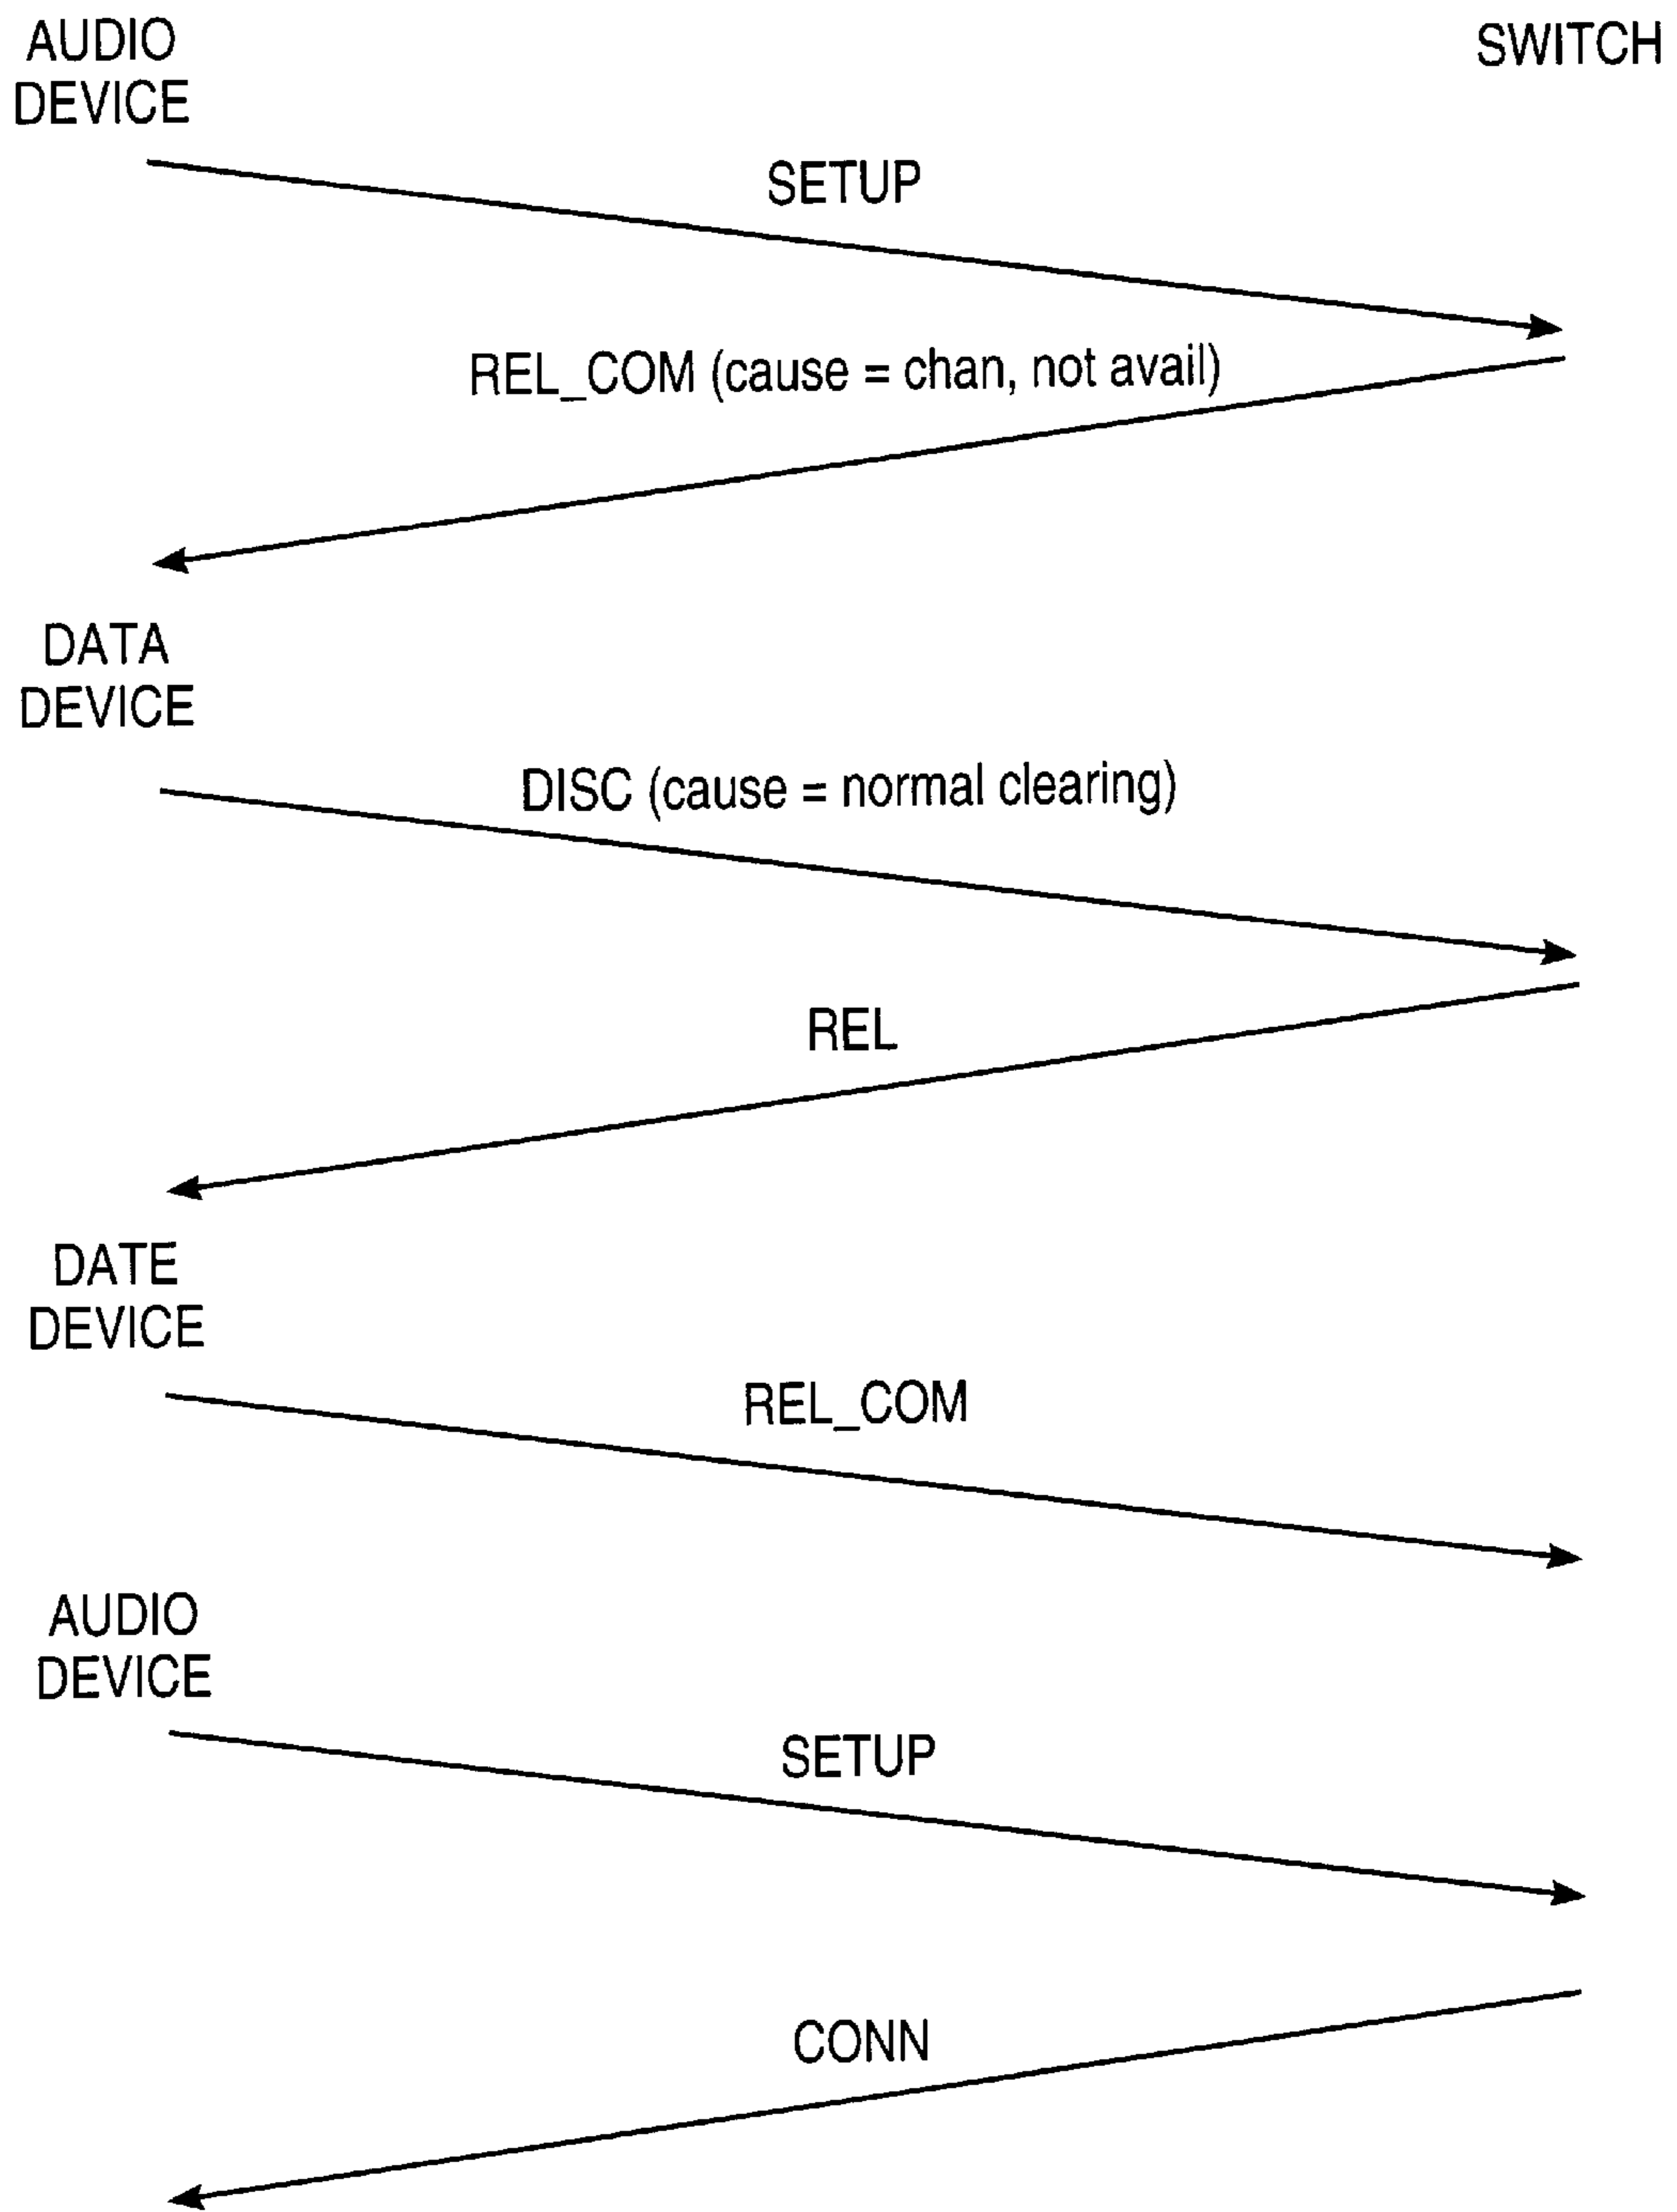 AUDIO
DEVICE
SWITCH
SETUP
REL_COM (cause = chan, not avail)
DATA
DEVICE
DISC (cause = normal clearing)
REL
DATE
DEVICE
REL_COM
AUDIO
DEVICE
SETUP
CONN